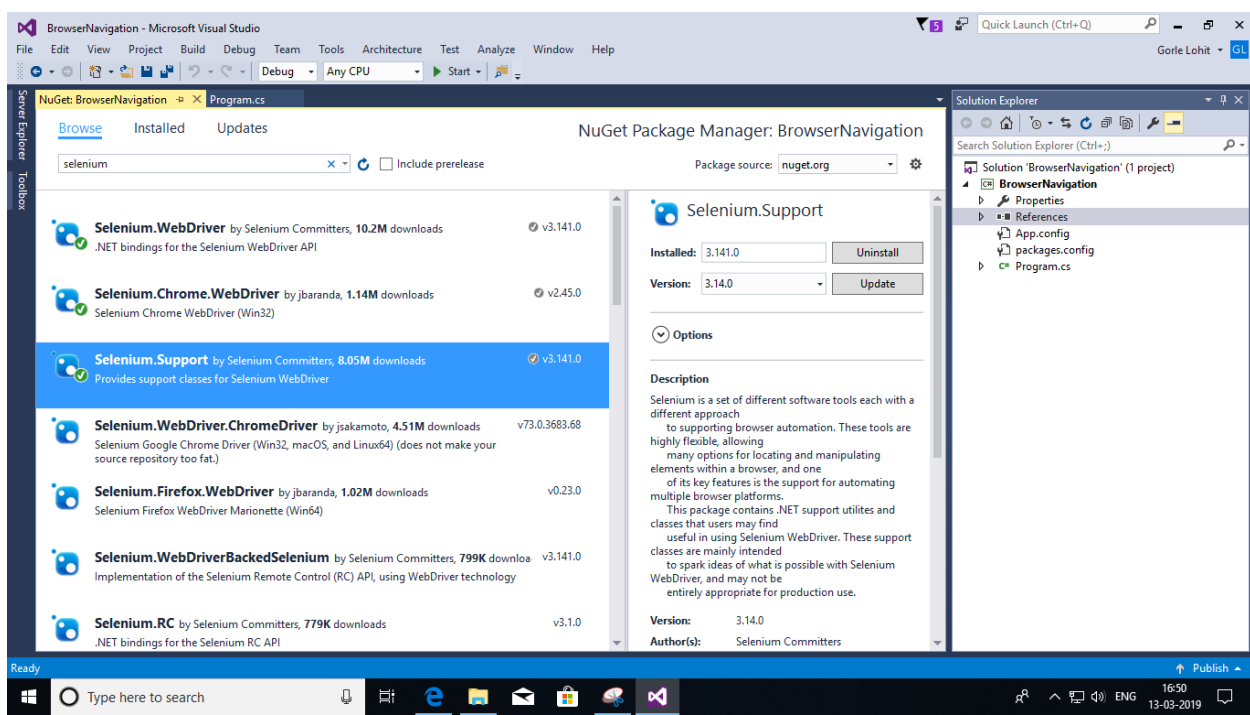 BrowserNavigation - Microsoft Visual Studio
5
Quick Launch (Ctrl+Q)
File Edit View Project Build Debug Team Tools Architecture Test Analyze Window Help
Gorle Lohit GL
Debug Any CPU Start
Server Explorer
Toolbox
NuGet: BrowserNavigation Program.cs
Browse Installed Updates
NuGet Package Manager: BrowserNavigation
selenium
Include prerelease
Package source: nuget.org
Selenium.WebDriver by Selenium Committers, 10.2M downloads v3.141.0
.NET bindings for the Selenium WebDriver API
Selenium.Chrome.WebDriver by jbaranda, 1.14M downloads v2.45.0
Selenium Chrome WebDriver (Win32)
Selenium.Support by Selenium Committers, 8.05M downloads v3.141.0
Provides support classes for Selenium WebDriver
Selenium.WebDriver.ChromeDriver by jsakamoto, 4.51M downloads v73.0.3683.68
Selenium Google Chrome Driver (Win32, macOS, and Linux64) (does not make your
source repository too fat.)
Selenium.Firefox.WebDriver by jbaranda, 1.02M downloads v0.23.0
Selenium Firefox WebDriver Marionette (Win64)
Selenium.WebDriverBackedSelenium by Selenium Committers, 799K downloa v3.141.0
Implementation of the Selenium Remote Control (RC) API, using WebDriver technology
Selenium.RC by Selenium Committers, 779K downloads v3.1.0
.NET bindings for the Selenium RC API
Selenium.Support
Installed: 3.141.0 Uninstall
Version: 3.14.0 Update
Options
Description
Selenium is a set of different software tools each with a
different approach
to supporting browser automation. These tools are
highly flexible, allowing
many options for locating and manipulating
elements within a browser, and one
of its key features is the support for automating
multiple browser platforms.
This package contains .NET support utilites and
classes that users may find
useful in using Selenium WebDriver. These support
classes are mainly intended
to spark ideas of what is possible with Selenium
WebDriver, and may not be
entirely appropriate for production use.
Version: 3.14.0
Author(s): Selenium Committers
Solution Explorer
Search Solution Explorer (Ctrl+;)
Solution 'BrowserNavigation' (1 project)
C# BrowserNavigation
Properties
References
App.config
packages.config
C# Program.cs
Ready
Publish
Type here to search
ENG
16:50
13-03-2019